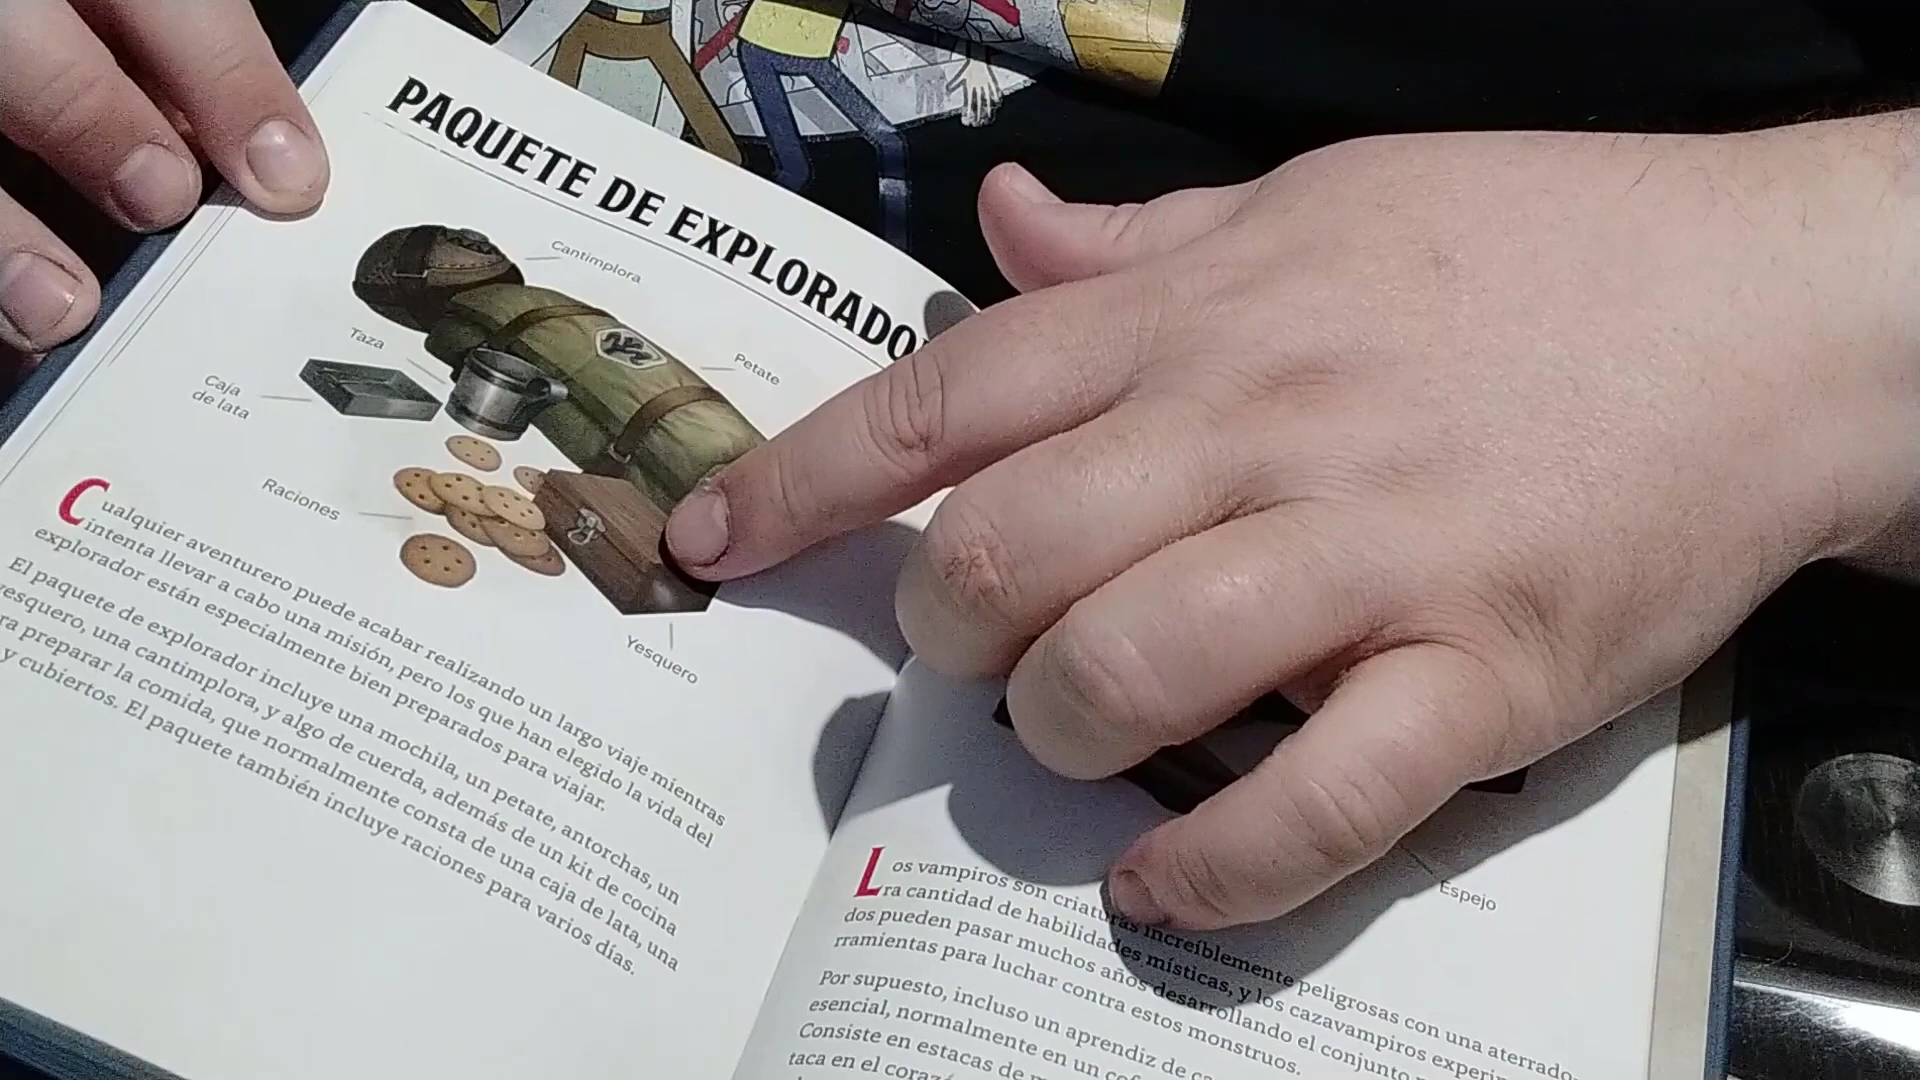 PAQUETE DE EXPLORADO
Cantimplora
Taza
Petate
Caja
de lata
Raciones
Yesquero
Cualquier aventurero puede acabar realizando un largo viaje mientras
intenta llevar a cabo una misión, pero los que han elegido la vida del
explorador están especialmente bien preparados para viajar.
El paquete de explorador incluye una mochila, un petate, antorchas, un
yesquero, una cantimplora, y algo de cuerda, además de un kit de cocina
ra preparar la comida, que normalmente consta de una caja de lata, una
y cubiertos. El paquete también incluye raciones para varios días.
Espejo
Los vampiros son criaturas increíblemente peligrosas con una aterrado
ra cantidad de habilidades místicas, y los cazavampiros experi
dos pueden pasar muchos años desarrollando el conjunto
rramientas para luchar contra estos monstruos.
Por supuesto, incluso un aprendiz de
esencial, normalmente en un
Consiste en estacas de
taca en el